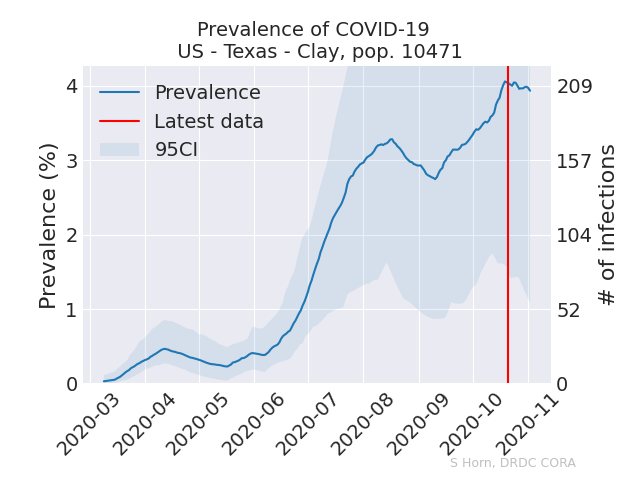 Prevalence of COVID-19
US - Texas - Clay, pop. 10471
Prevalence (%)
4
3
2
1
0
Prevalence
Latest data
95CI
209
157
104
52
0
# of infections
2020-03
2020-04
2020-05
2020-06
2020-07
2020-08
2020-09
2020-10
2020-11
S Horn, DRDC CORA